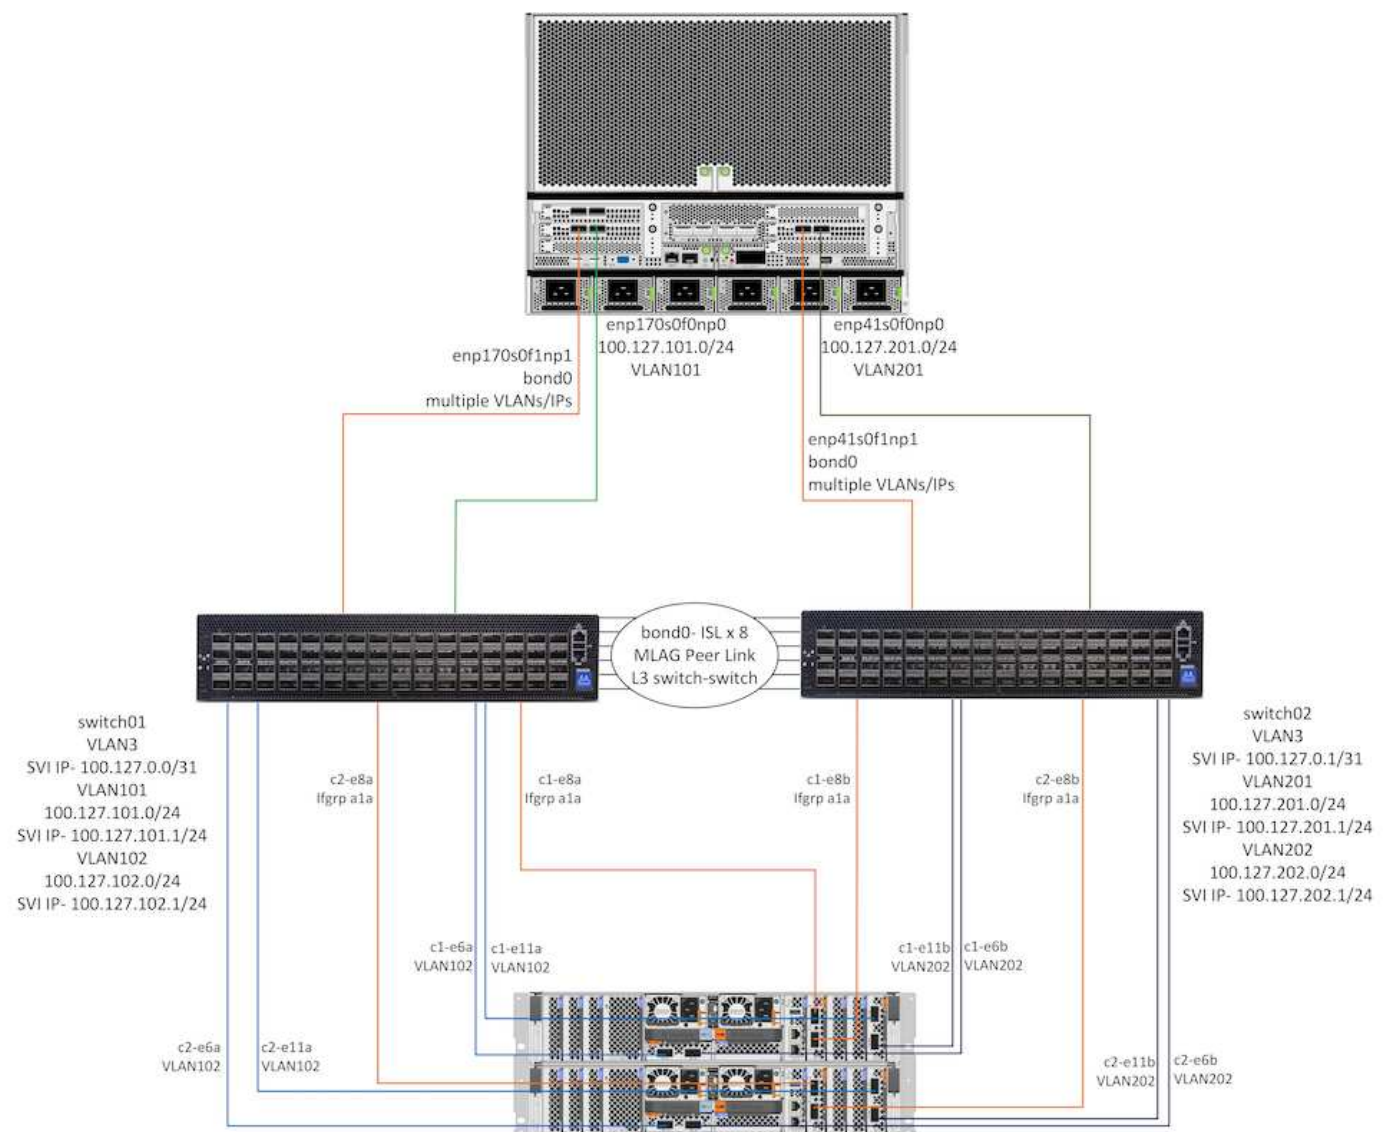 enp170s0f0np0
100.127.101.0/24
VLAN101
enp41s0f0np0
100.127.201.0/24
VLAN201
enp170s0f1np1
bond0
multiple VLANs/IPs
enp41s0f1np1
bond0
multiple VLANs/IPs
bond0- ISL x 8
MLAG Peer Link
L3 switch-switch
switch01
VLAN3
SVI IP- 100.127.0.0/31
VLAN101
100.127.101.0/24
SVI IP- 100.127.101.1/24
VLAN102
100.127.102.0/24
SVI IP- 100.127.102.1/24
c2-e8a
Ifgrp a1a
c1-e8a
Ifgrp a1a
c1-e8b
Ifgrp a1a
c2-e8b
Ifgrp a1a
switch02
VLAN3
SVI IP- 100.127.0.1/31
VLAN201
100.127.201.0/24
SVI IP- 100.127.201.1/24
VLAN202
100.127.202.0/24
SVI IP- 100.127.202.1/24
c1-e6a
VLAN102
c1-e11a
VLAN102
c1-e11b
VLAN202
c1-e6b
VLAN202
c2-e6a
VLAN102
c2-e11a
VLAN102
c2-e11b
VLAN202
c2-e6b
VLAN202